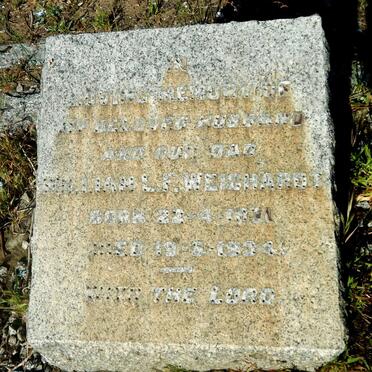 IN
LOVING MEMORY OF
MY BELOVED HUSBAND
AND OUR DAD
WILLIAM L.F. WEICHARDT
BORN 22-4-1871
DIED 19-5-1934
WITH THE LORD